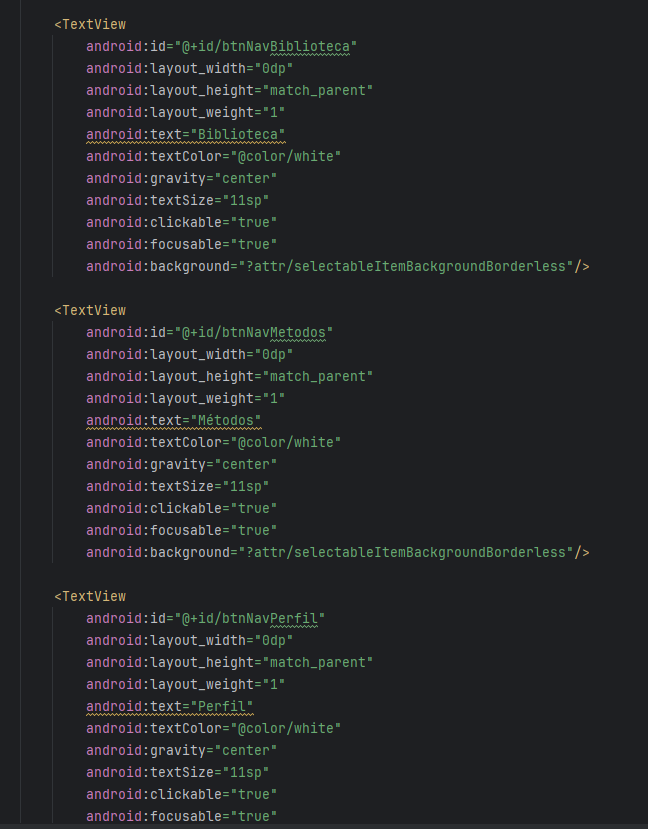 <TextView
android:id="@+id/btnNavBiblioteca"
android:layout_width="0dp"
android:layout_height="match_parent"
android:layout_weight="1"
android:text="Biblioteca"
android:textColor="@color/white"
android:gravity="center"
android:textSize="11sp"
android:clickable="true"
android:focusable="true"
android:background="?attr/selectableItemBackgroundBorderless"/>
<TextView
android:id="@+id/btnNavMetodos"
android:layout_width="0dp"
android:layout_height="match_parent"
android:layout_weight="1"
android:text="Métodos"
android:textColor="@color/white"
android:gravity="center"
android:textSize="11sp"
android:clickable="true"
android:focusable="true"
android:background="?attr/selectableItemBackgroundBorderless"/>
<TextView
android:id="@+id/btnNavPerfil"
android:layout_width="0dp"
android:layout_height="match_parent"
android:layout_weight="1"
android:text="Perfil"
android:textColor="@color/white"
android:gravity="center"
android:textSize="11sp"
android:clickable="true"
android:focusable="true"